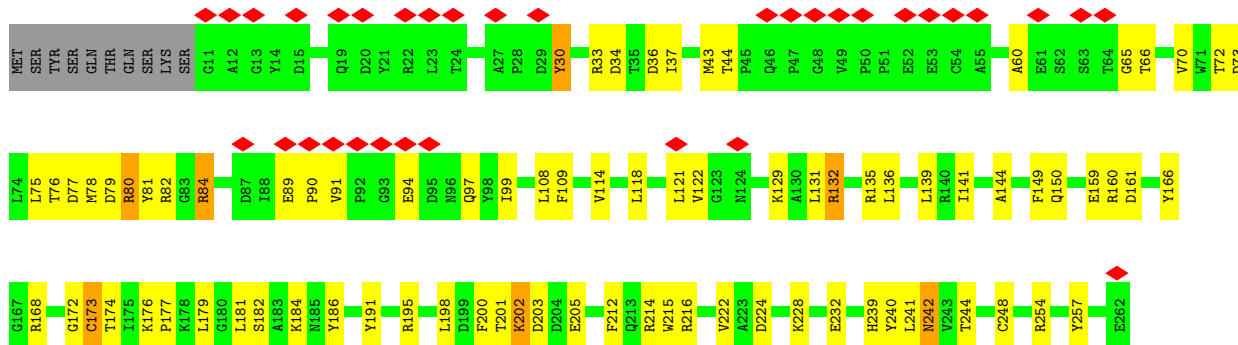 MET SER TYR SER GLN THR GLN SER LYS SER G11 A12 G13 Y14 D15 Q19 D20 Y21 R22 L23 T24 A27 P28 D29 Y30 R33 D34 T35 D36 I37 M43 T44 P45 Q46 P47 G48 V49 P50 P51 E52 E53 C54 A55 A60 E61 S62 S63 T64 G65 T66 V70 W71 T72 D73
L74 L75 T76 D77 M78 D79 R80 Y81 R82 G83 R84 D87 I88 E89 P90 V91 P92 G93 E94 D95 N96 Q97 Y98 I99 L108 F109 V114 L118 L121 V122 G123 N124 K129 A130 L131 R132 R135 L136 L139 R140 I141 A144 F149 Q150 E159 R160 D161 Y166
G167 R168 G172 C173 T174 I175 K176 P177 K178 L179 G180 L181 S182 A183 K184 N185 Y186 Y191 R195 L198 D199 F200 T201 K202 D203 D204 E205 F212 Q213 R214 W215 R216 V222 A223 D224 K228 E232 H239 Y240 L241 N242 V243 T244 C248 R254 Y257 E262